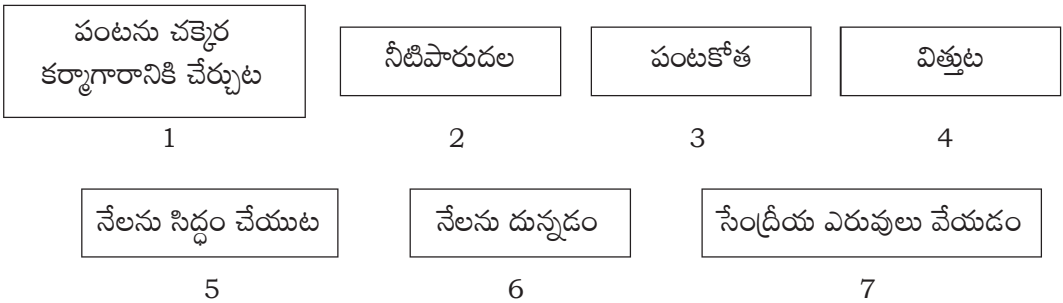 పంటను చక్కెర
కర్మాగారానికి చేర్చుట
నీటిపారుదల
పంటకోత
విత్తుట
1
2
3
4
నేలను సిద్ధం చేయుట
నేలను దున్నడం
సేంద్రీయ ఎరువులు వేయడం
5
6
7